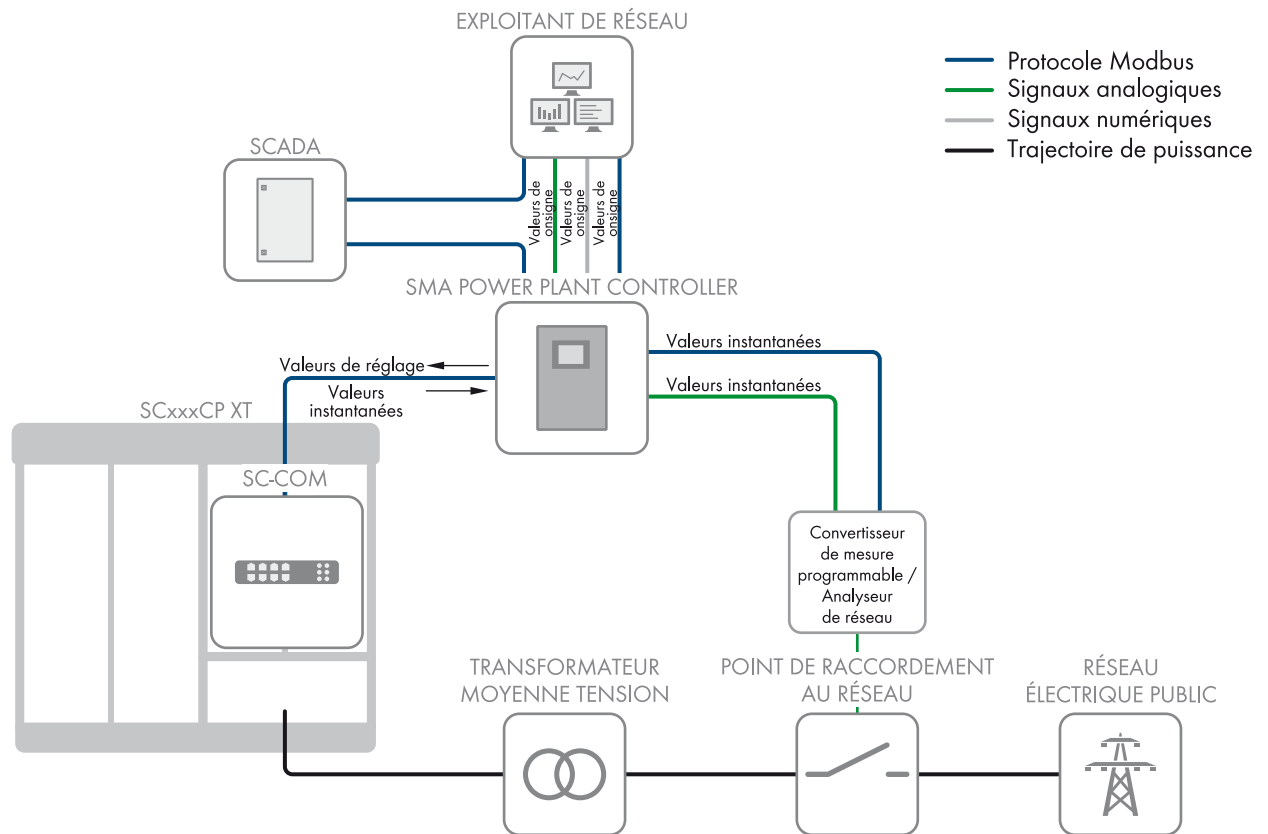 EXPLOITANT DE RÉSEAU
Protocole Modbus
Signaux analogiques
Signaux numériques
Trajectoire de puissance
SCADA
Valeurs de
onsigne
Valeurs de
onsigne
Valeurs de
onsigne
SMA POWER PLANT CONTROLLER
Valeurs instantanées
Valeurs de réglage
Valeurs
instantanées
Valeurs instantanées
SCxxxCP XT
SC-COM
Convertisseur
de mesure
programmable /
Analyseur
de réseau
TRANSFORMATEUR
MOYENNE TENSION
POINT DE RACCORDEMENT
AU RÉSEAU
RÉSEAU
ÉLECTRIQUE PUBLIC